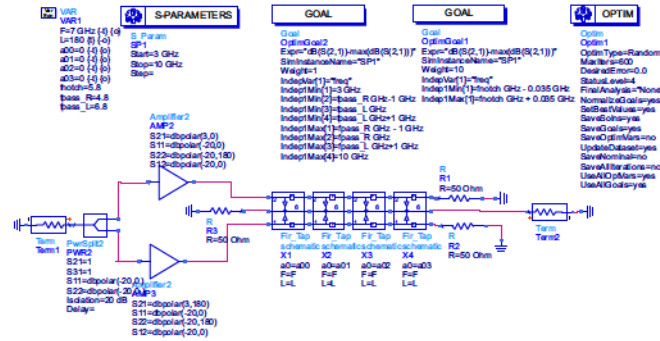 VAR
VAR1
F=7 GHz {t} {o}
L=180 {t} {o}
a00=0 {t} {o}
a01=0 {t} {o}
a02=0 {t} {o}
a03=0 {t} {o}
fnotch=5.8
fpass_R=4.8
fpass_L=6.8
S-PARAMETERS
S_Param
SP1
Start=3 GHz
Stop=10 GHz
Step=
GOAL
Goal
OptimGoal2
Expr="dB(S(2,1))-max(dB(S(2,1)))"
SimInstanceName="SP1"
Weight=1
IndepVar[1]="freq"
Indep1Min[1]=3 GHz
Indep1Min[2]=fpass_R GHz-1 GHz
Indep1Min[3]=fpass_L GHz
Indep1Min[4]=fpass_L GHz+1 GHz
Indep1Max[1]=fpass_R GHz - 1 GHz
Indep1Max[2]=fpass_R GHz
Indep1Max[3]=fpass_L GHz+1 GHz
Indep1Max[4]=10 GHz
GOAL
Goal
OptimGoal1
Expr="dB(S(2,1))-max(dB(S(2,1)))"
SimInstanceName="SP1"
Weight=10
IndepVar[1]="freq"
Indep1Min[1]=fnotch GHz - 0.035 GHz
Indep1Max[1]=fnotch GHz + 0.035 GHz
OPTIM
Optim
Optim1
OptimType=Random
MaxIters=600
DesiredError=0.0
StatusLevel=4
FinalAnalysis="None
NormalizeGoals=yes
SetBestValues=yes
SaveSolns=yes
SaveGoals=yes
SaveOptimVars=no
UpdateDataset=yes
SaveNominal=no
SaveAllIterations=no
UseAllOptVars=yes
UseAllGoals=yes
Amplifier2
AMP2
S21=dbpolar(3,0)
S11=dbpolar(-20,0)
S22=dbpolar(-20,180)
S12=dbpolar(-20,0)
Term
Term1
PwrSplit2
PWR2
S21=1
S31=1
S11=dbpolar(-20,0)
S22=dbpolar(-20,0)
Isolation=20 dB
Delay=
Amplifier2
AMP3
S21=dbpolar(3,180)
S11=dbpolar(-20,0)
S22=dbpolar(-20,180)
S12=dbpolar(-20,0)
R
R3
R=50 Ohm
Fir_Tap
schematic
X1
a0=a00
F=F
L=L
Fir_Tap
schematic
X2
a0=a01
F=F
L=L
Fir_Tap
schematic
X3
a0=a02
F=F
L=L
Fir_Tap
schematic
X4
a0=a03
F=F
L=L
R
R1
R=50 Ohm
R
R2
R=50 Ohm
Term
Term2